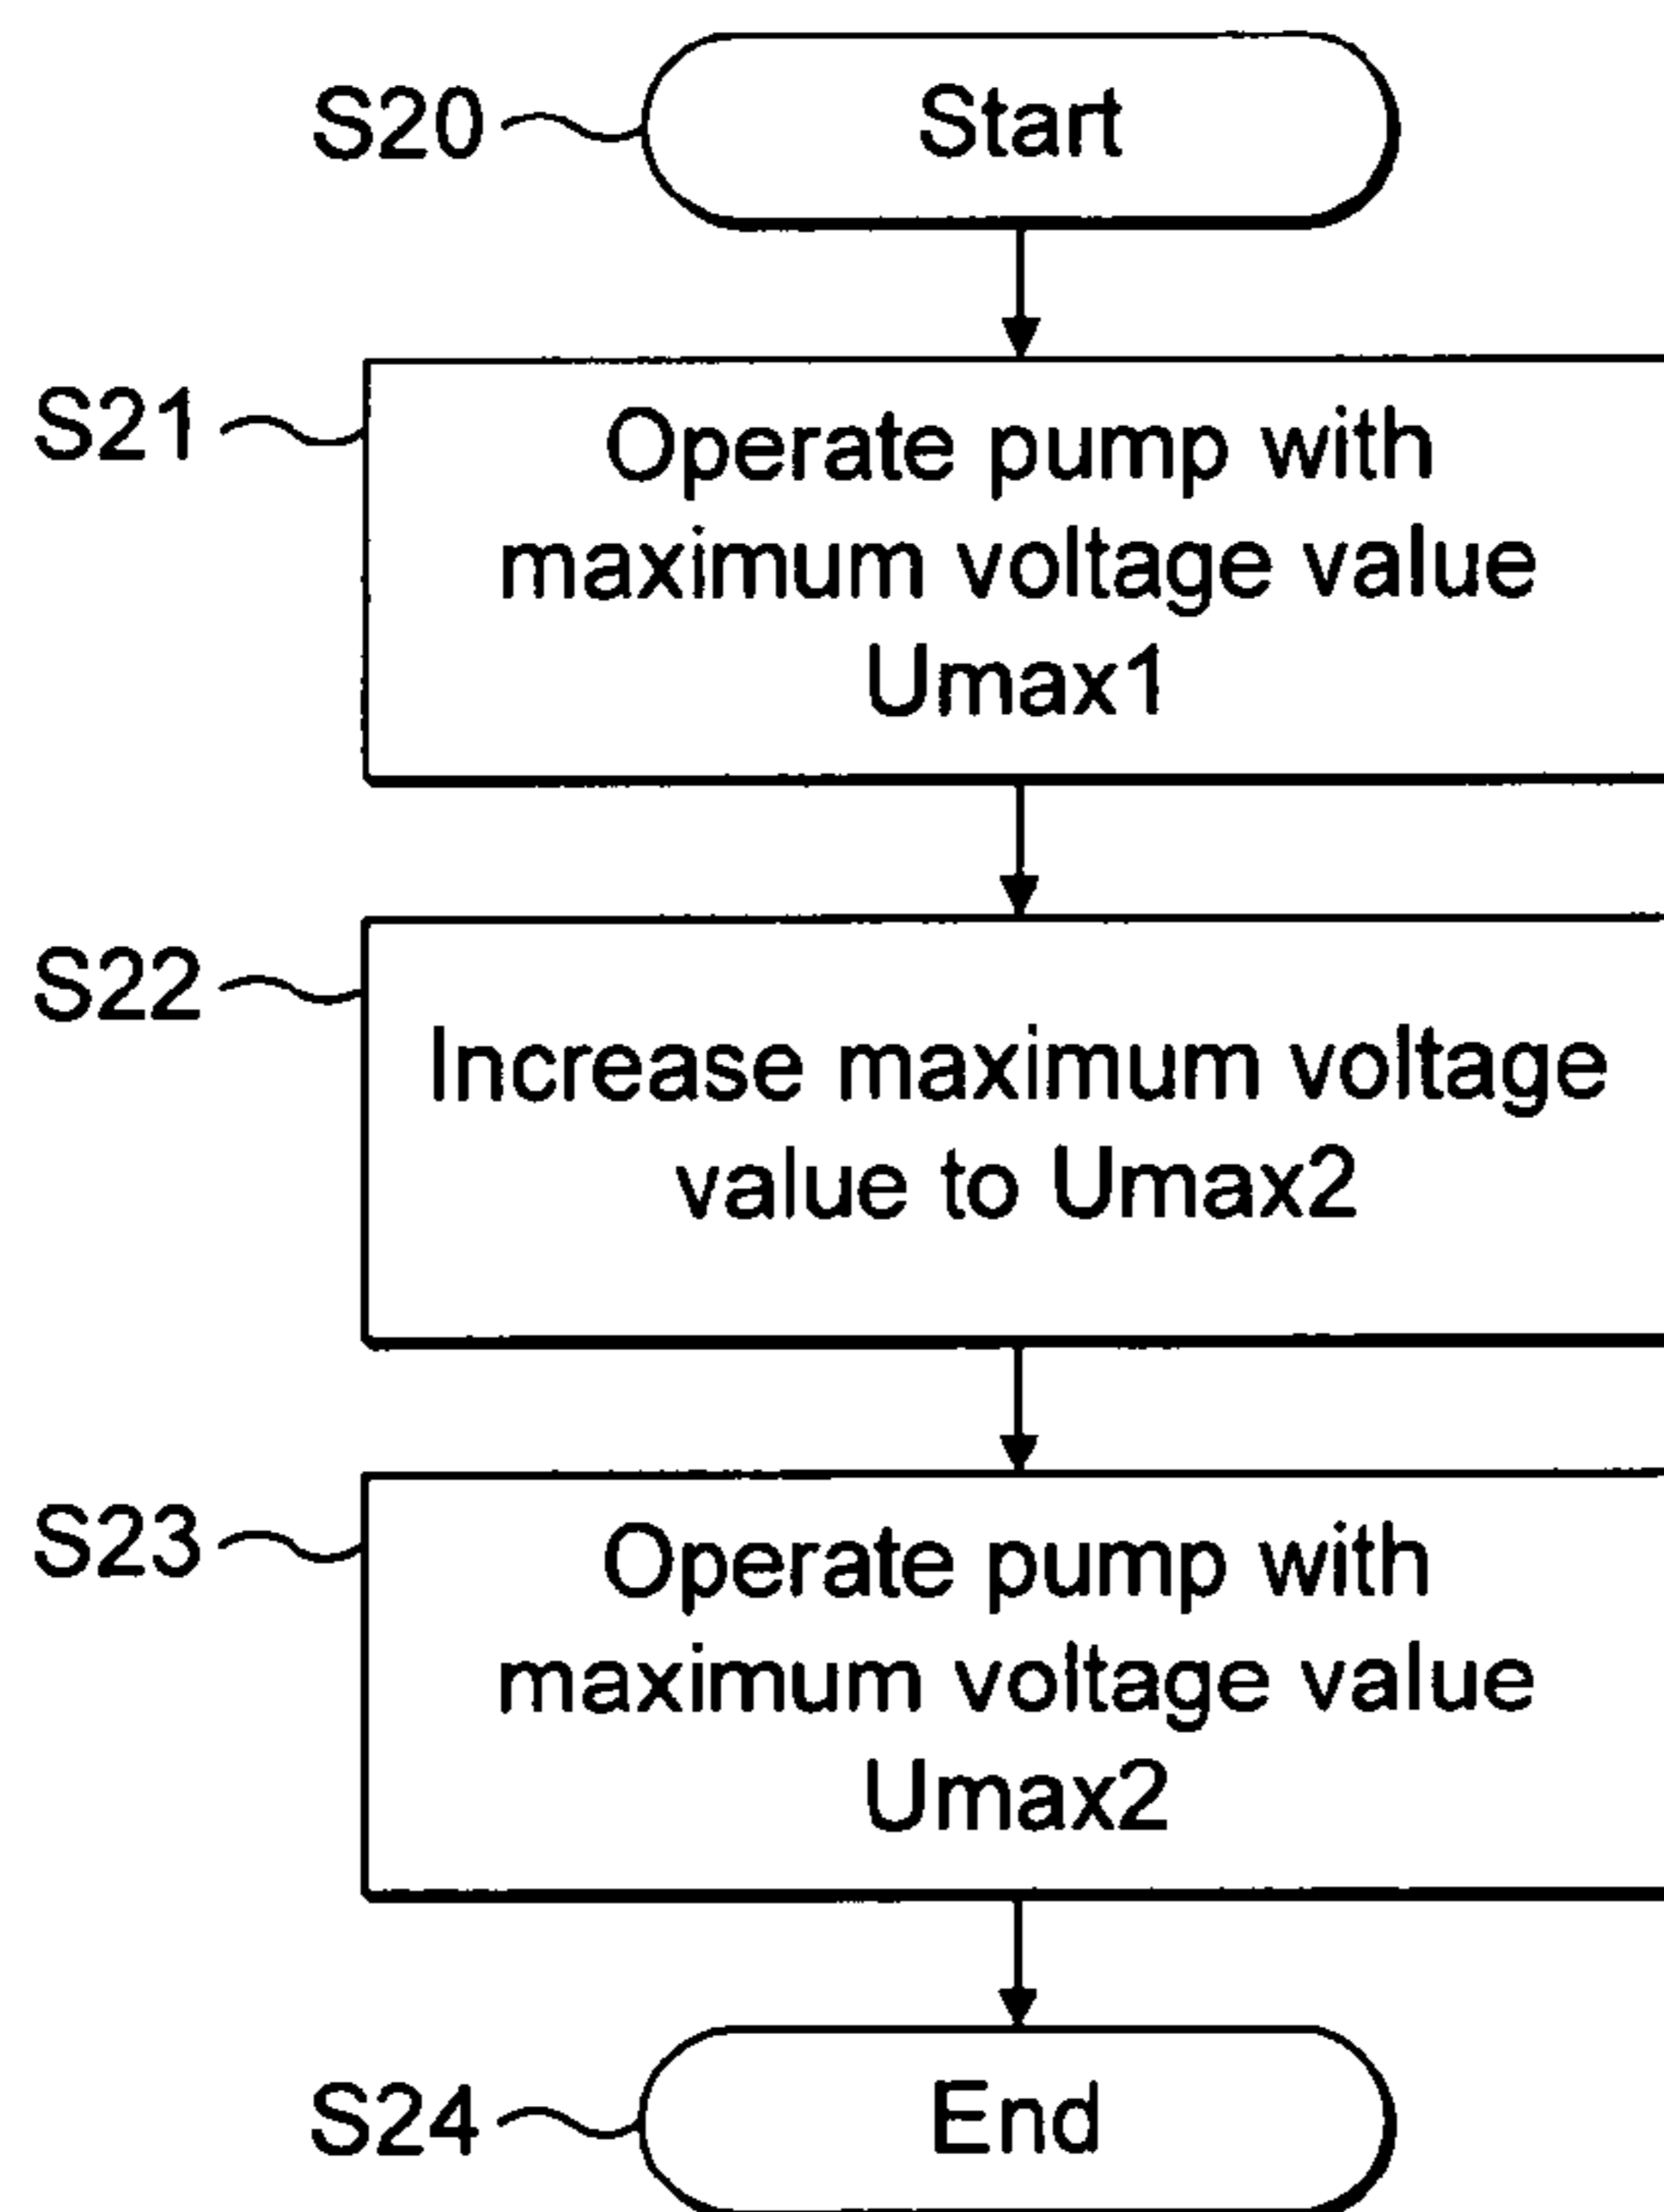 S20
Start
S21
Operate pump with
maximum voltage value
Umax1
S22
Increase maximum voltage
value to Umax2
S23
Operate pump with
maximum voltage value
Umax2
S24
End